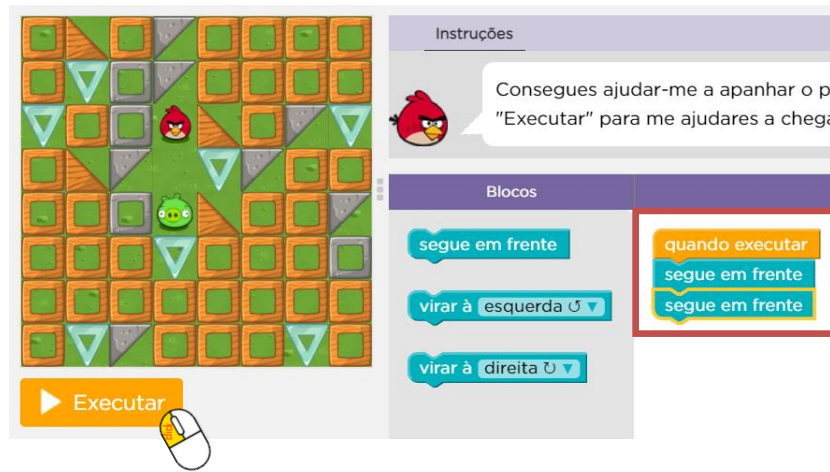 Instruções
Consegues ajudar-me a apanhar o
"Executar" para me ajudares a
Blocos
segue em frente
virar à esquerda ↺ ▼
virar à direita ↻ ▼
quando executar
segue em frente
segue em frente
Executar
click